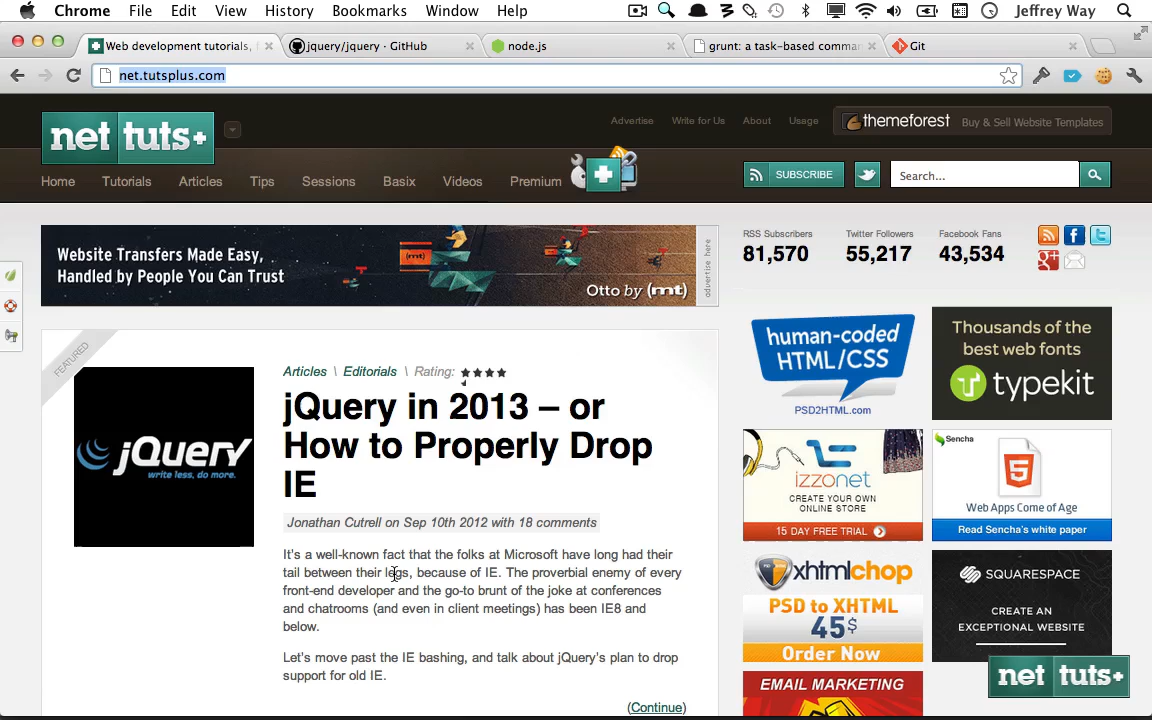 Chrome File Edit View History Bookmarks Window Help Jeffrey Way
Web development tutorials,
jquery/jquery · GitHub
node.js
grunt: a task-based comma
Git
net.tutsplus.com
net tuts+
Advertise Write for Us About Usage
themeforest Buy & Sell Website Templates
Home Tutorials Articles Tips Sessions Basix Videos Premium
SUBSCRIBE
Search...
Website Transfers Made Easy,
Handled by People You Can Trust
(mt)
Otto by (mt)
advertise here
RSS Subscribers Twitter Followers Facebook Fans
81,570 55,217 43,534
FEATURED
jQuery
write less, do more.
Articles \ Editorials \ Rating:
jQuery in 2013 – or
How to Properly Drop
IE
Jonathan Cutrell on Sep 10th 2012 with 18 comments
It's a well-known fact that the folks at Microsoft have long had their
tail between their legs, because of IE. The proverbial enemy of every
front-end developer and the go-to brunt of the joke at conferences
and chatrooms (and even in client meetings) has been IE8 and
below.
Let's move past the IE bashing, and talk about jQuery's plan to drop
support for old IE.
(Continue)
human-coded
HTML/CSS
PSD2HTML.com
Thousands of the
best web fonts
typekit
izzonet
CREATE YOUR OWN
ONLINE STORE
15 DAY FREE TRIAL
Sencha
5
Web Apps Come of Age
Read Sencha's white paper
xhtmlchop
PSD to XHTML
45$
Order Now
SQUARESPACE
CREATE AN
EXCEPTIONAL WEBSITE
EMAIL MARKETING
net tuts+